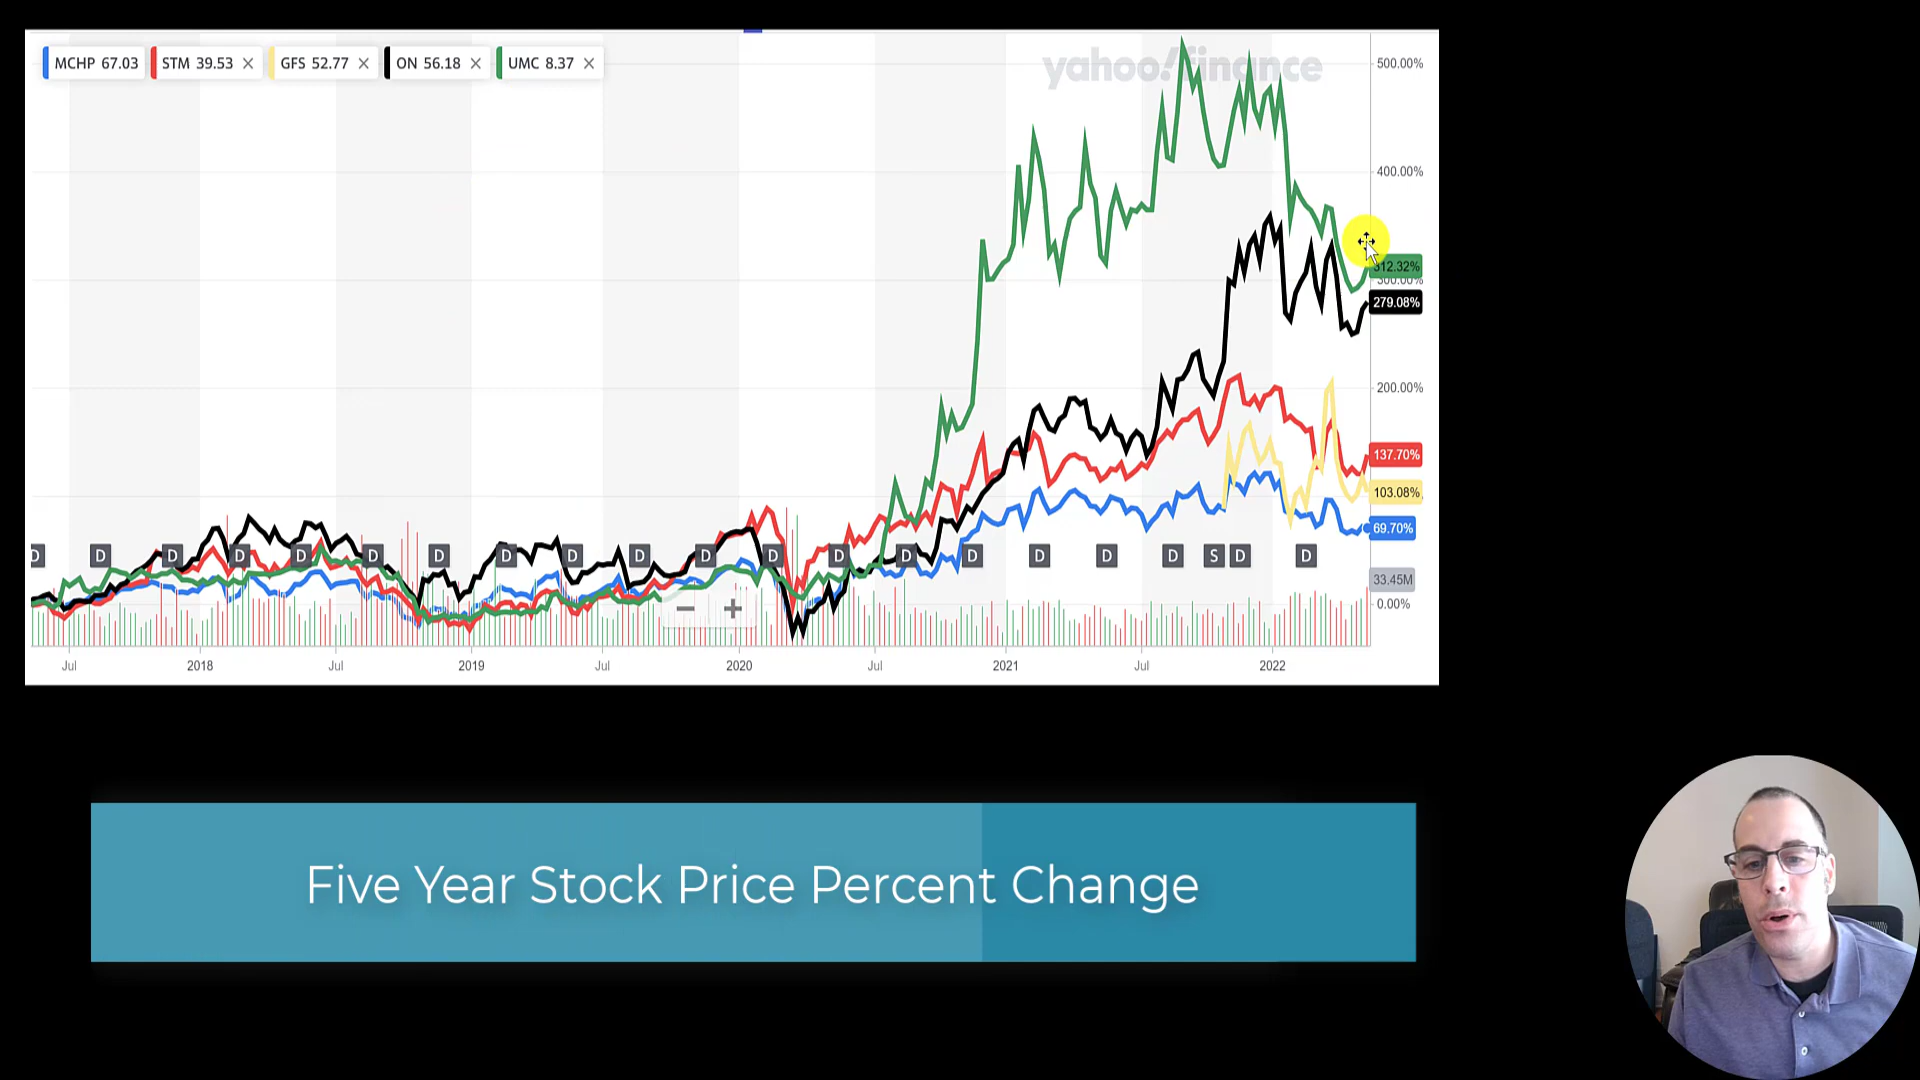 MCHP 67.03 STM 39.53 × GFS 52.77 × ON 56.18 × UMC 8.37 ×
yahoo!finance
500.00%
400.00%
312.32%
300.00%
279.08%
200.00%
137.70%
103.08%
69.70%
D D D D D D D D D D D D D D D D D D S D D
33.45M
0.00%
− +
Jul 2018 Jul 2019 Jul 2020 Jul 2021 Jul 2022
Five Year Stock Price Percent Change